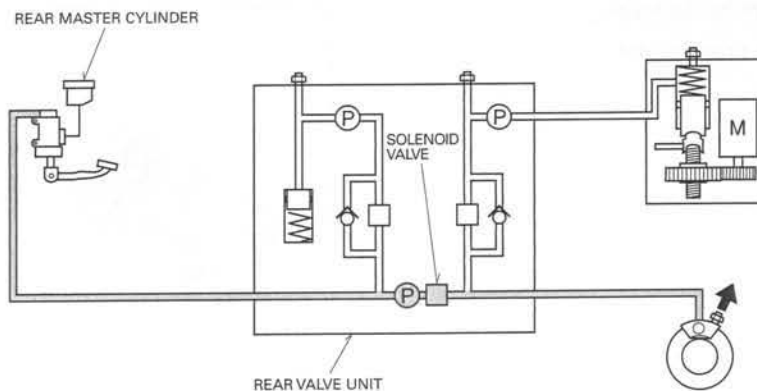 REAR MASTER CYLINDER
P
P
SOLENOID
VALVE
M
P
REAR VALVE UNIT